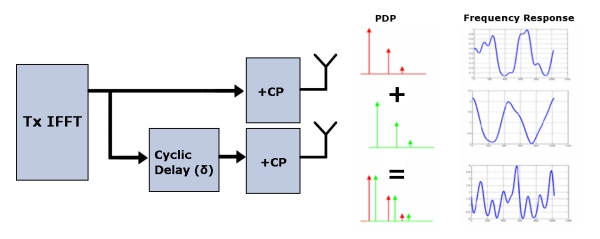 PDP
Frequency Response
Tx IFFT
+CP
+
Cyclic
Delay (δ)
+CP
=